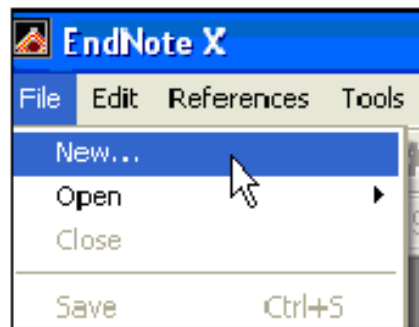 EndNote X
File Edit References Tools
New...
Open
Close
Save Ctrl+S